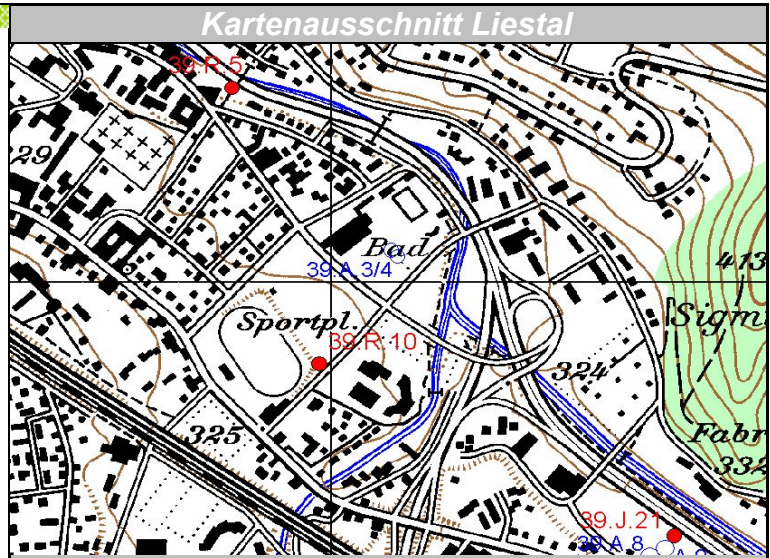 Kartenausschnitt Liestal
39.R.5
29
Bad
39.A.3/4
413
Sportpl.
Sigm
39.R.10
324
325
Fabr
332
39.J.21
39.A.8